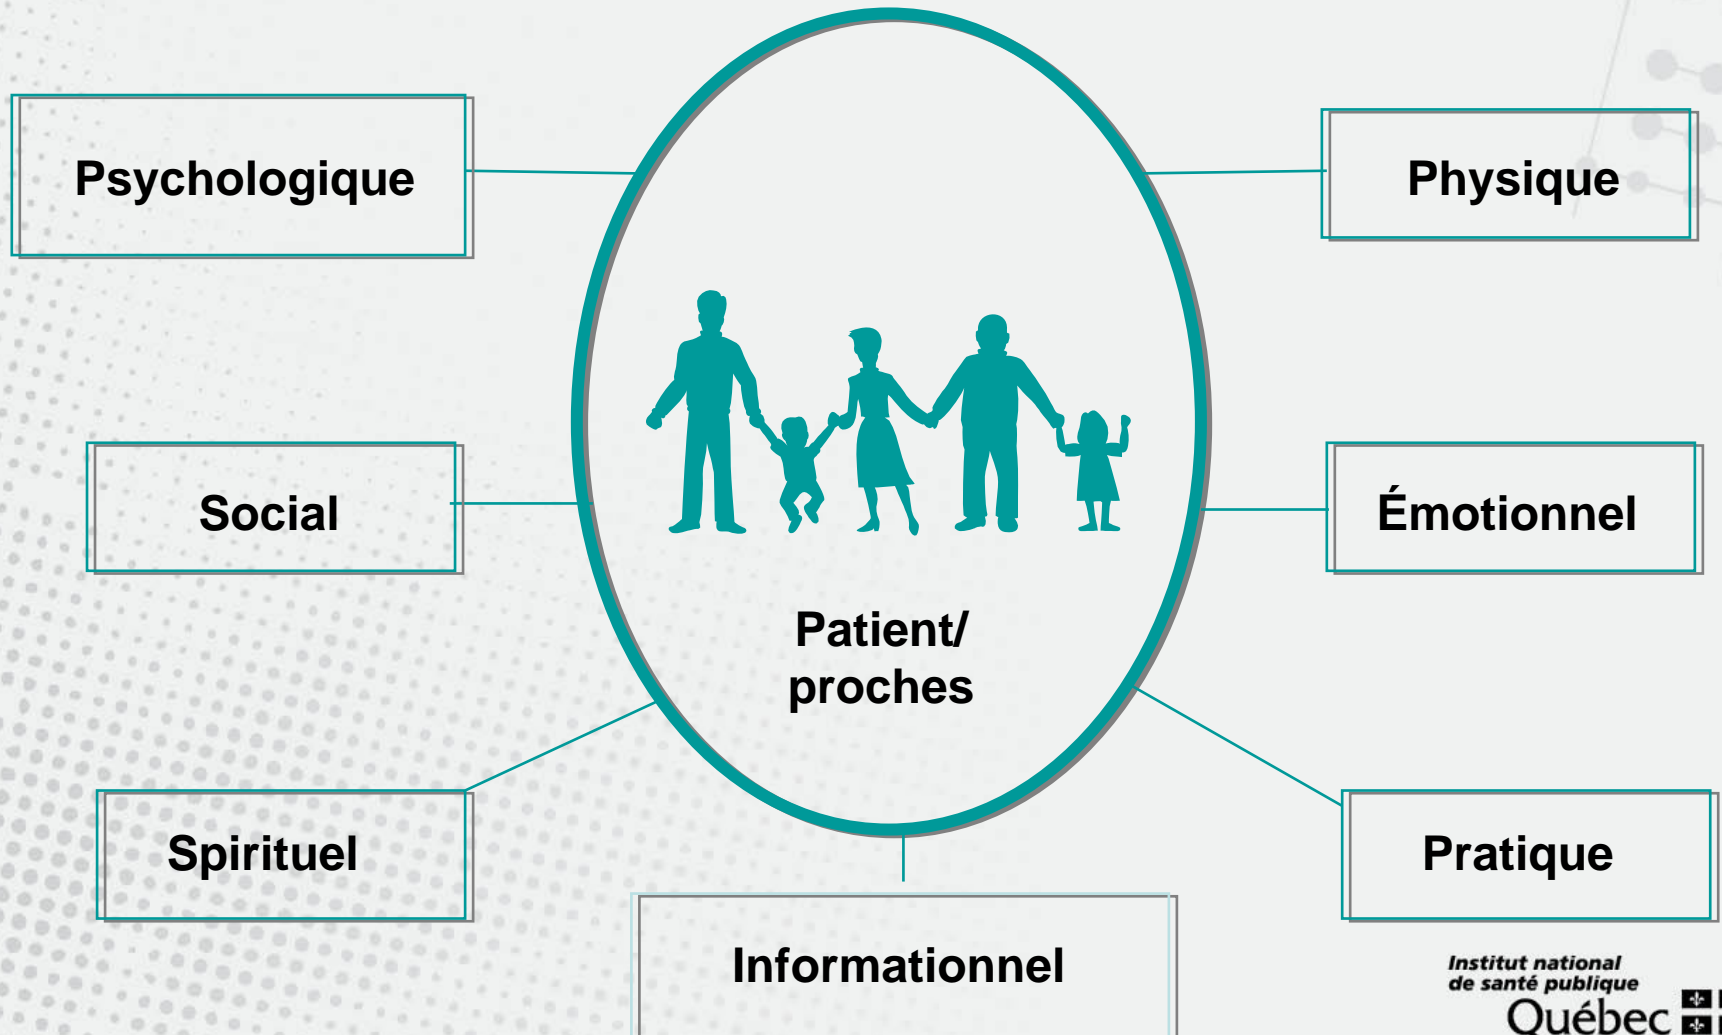 Psychologique
Physique
Social
Émotionnel
Patient/
proches
Spirituel
Pratique
Informationnel
Institut national
de santé publique
Québec